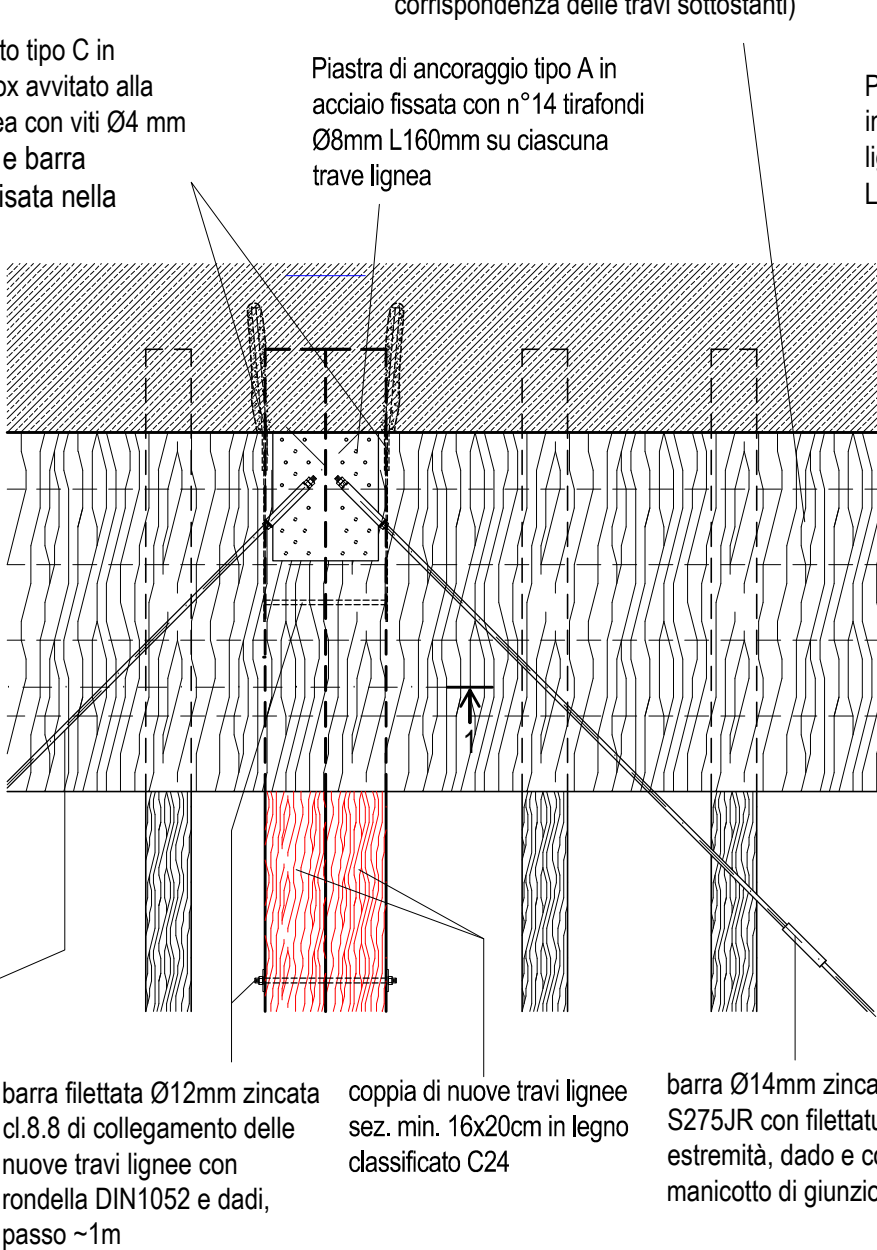 corrispondenza delle travi sottostanti)
to tipo C in
ox avvitato alla
ea con viti Ø4 mm
e barra
isata nella
Piastra di ancoraggio tipo A in
acciaio fissata con n°14 tirafondi
Ø8mm L160mm su ciascuna
trave lignea
P
in
lig
L
1
barra filettata Ø12mm zincata
cl.8.8 di collegamento delle
nuove travi lignee con
rondella DIN1052 e dadi,
passo ~1m
coppia di nuove travi lignee
sez. min. 16x20cm in legno
classificato C24
barra Ø14mm zinca
S275JR con filettatu
estremità, dado e co
manicotto di giunzio